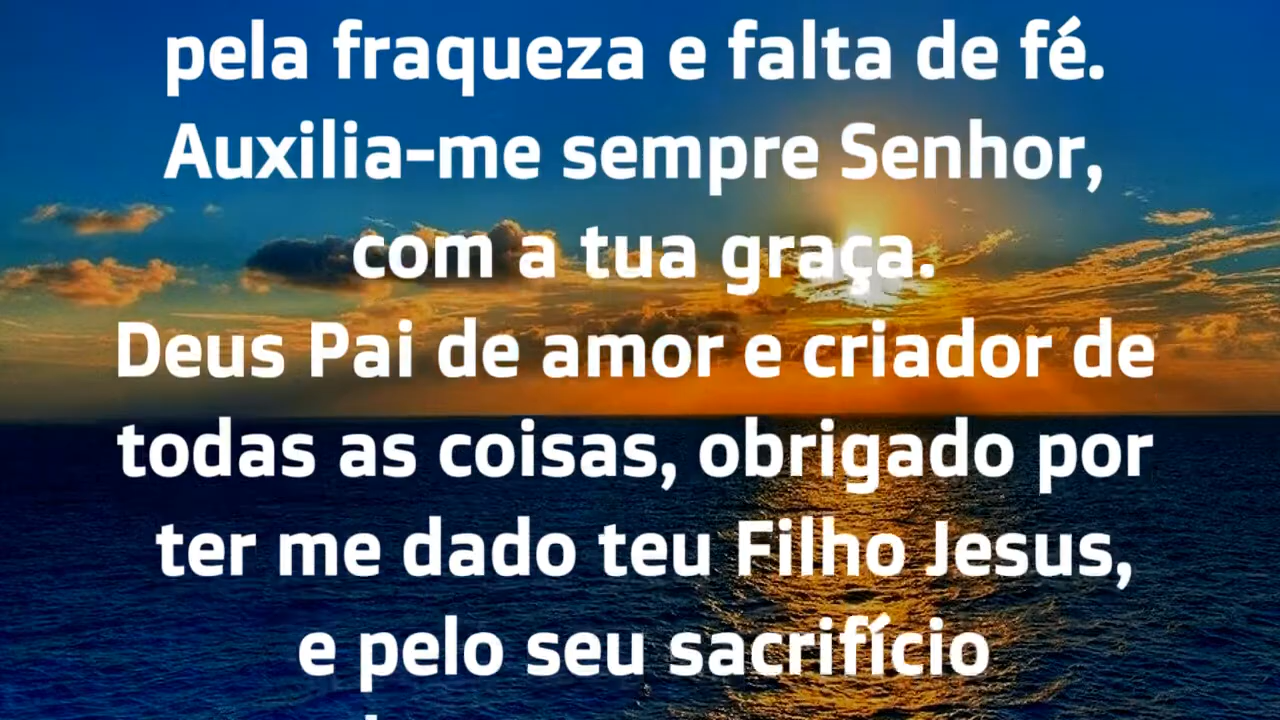 pela fraqueza e falta de fé.
Auxilia-me sempre Senhor,
com a tua graça.
Deus Pai de amor e criador de
todas as coisas, obrigado por
ter me dado teu Filho Jesus,
e pelo seu sacrifício